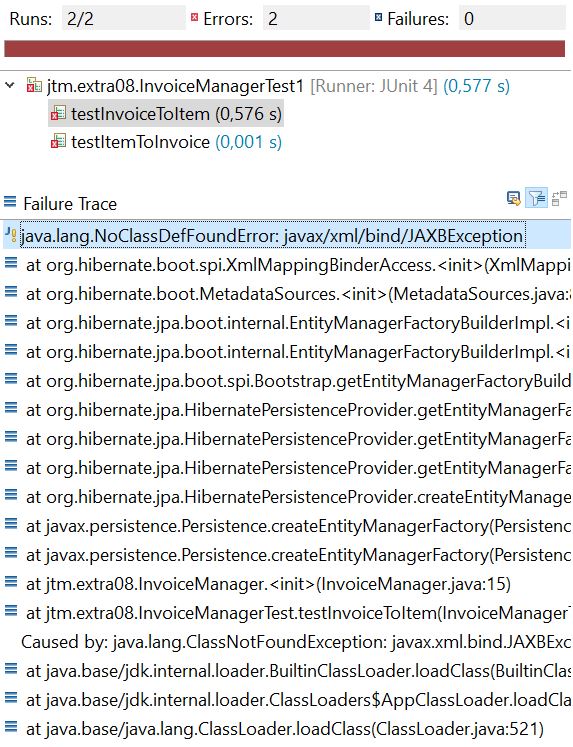 Runs: 2/2 Errors: 2 Failures: 0
jtm.extra08.InvoiceManagerTest1 [Runner: JUnit 4] (0,577 s)
testInvoiceToItem (0,576 s)
testItemToInvoice (0,001 s)
Failure Trace
java.lang.NoClassDefFoundError: javax/xml/bind/JAXBException
at org.hibernate.boot.spi.XmlMappingBinderAccess.<init>(XmlMappi
at org.hibernate.boot.MetadataSources.<init>(MetadataSources.java:8
at org.hibernate.jpa.boot.internal.EntityManagerFactoryBuilderImpl.<i
at org.hibernate.jpa.boot.internal.EntityManagerFactoryBuilderImpl.<i
at org.hibernate.jpa.boot.spi.Bootstrap.getEntityManagerFactoryBuild
at org.hibernate.jpa.HibernatePersistenceProvider.getEntityManagerFa
at org.hibernate.jpa.HibernatePersistenceProvider.getEntityManagerFa
at org.hibernate.jpa.HibernatePersistenceProvider.getEntityManagerFa
at org.hibernate.jpa.HibernatePersistenceProvider.createEntityManage
at javax.persistence.Persistence.createEntityManagerFactory(Persistenc
at javax.persistence.Persistence.createEntityManagerFactory(Persistenc
at jtm.extra08.InvoiceManager.<init>(InvoiceManager.java:15)
at jtm.extra08.InvoiceManagerTest.testInvoiceToItem(InvoiceManagerT
Caused by: java.lang.ClassNotFoundException: javax.xml.bind.JAXBExc
at java.base/jdk.internal.loader.BuiltinClassLoader.loadClass(BuiltinClas
at java.base/jdk.internal.loader.ClassLoaders$AppClassLoader.loadCla
at java.base/java.lang.ClassLoader.loadClass(ClassLoader.java:521)